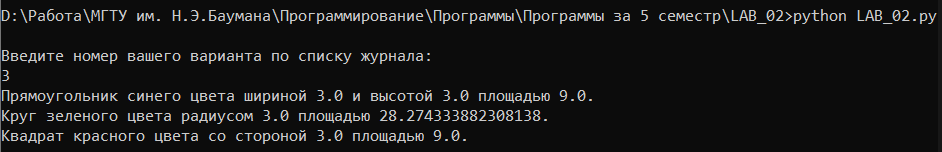 D:\Работа\МГТУ им. Н.Э.Баумана\Программирование\Программы\Программы за 5 семестр\LAB_02>python LAB_02.py
Введите номер вашего варианта по списку журнала:
3
Прямоугольник синего цвета шириной 3.0 и высотой 3.0 площадью 9.0.
Круг зеленого цвета радиусом 3.0 площадью 28.274333882308138.
Квадрат красного цвета со стороной 3.0 площадью 9.0.